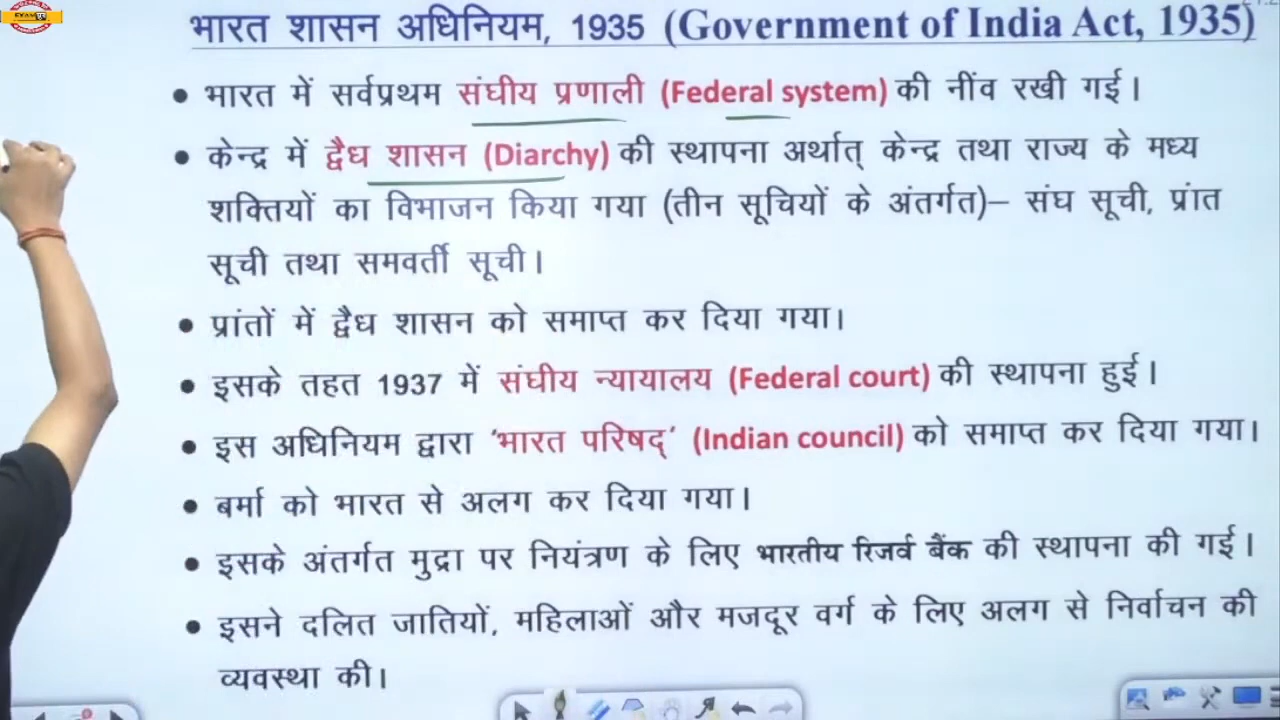 EXAM
भारत शासन अधिनियम, 1935 (Government of India Act, 1935)
• भारत में सर्वप्रथम संघीय प्रणाली (Federal system) की नींव रखी गई।
• केन्द्र में द्वैध शासन (Diarchy) की स्थापना अर्थात् केन्द्र तथा राज्य के मध्य
शक्तियों का विभाजन किया गया (तीन सूचियों के अंतर्गत)– संघ सूची, प्रांत
सूची तथा समवर्ती सूची।
• प्रांतों में द्वैध शासन को समाप्त कर दिया गया।
• इसके तहत 1937 में संघीय न्यायालय (Federal court) की स्थापना हुई।
• इस अधिनियम द्वारा 'भारत परिषद्' (Indian council) को समाप्त कर दिया गया।
• बर्मा को भारत से अलग कर दिया गया।
• इसके अंतर्गत मुद्रा पर नियंत्रण के लिए भारतीय रिजर्व बैंक की स्थापना की गई।
• इसने दलित जातियों, महिलाओं और मजदूर वर्ग के लिए अलग से निर्वाचन की
व्यवस्था की।